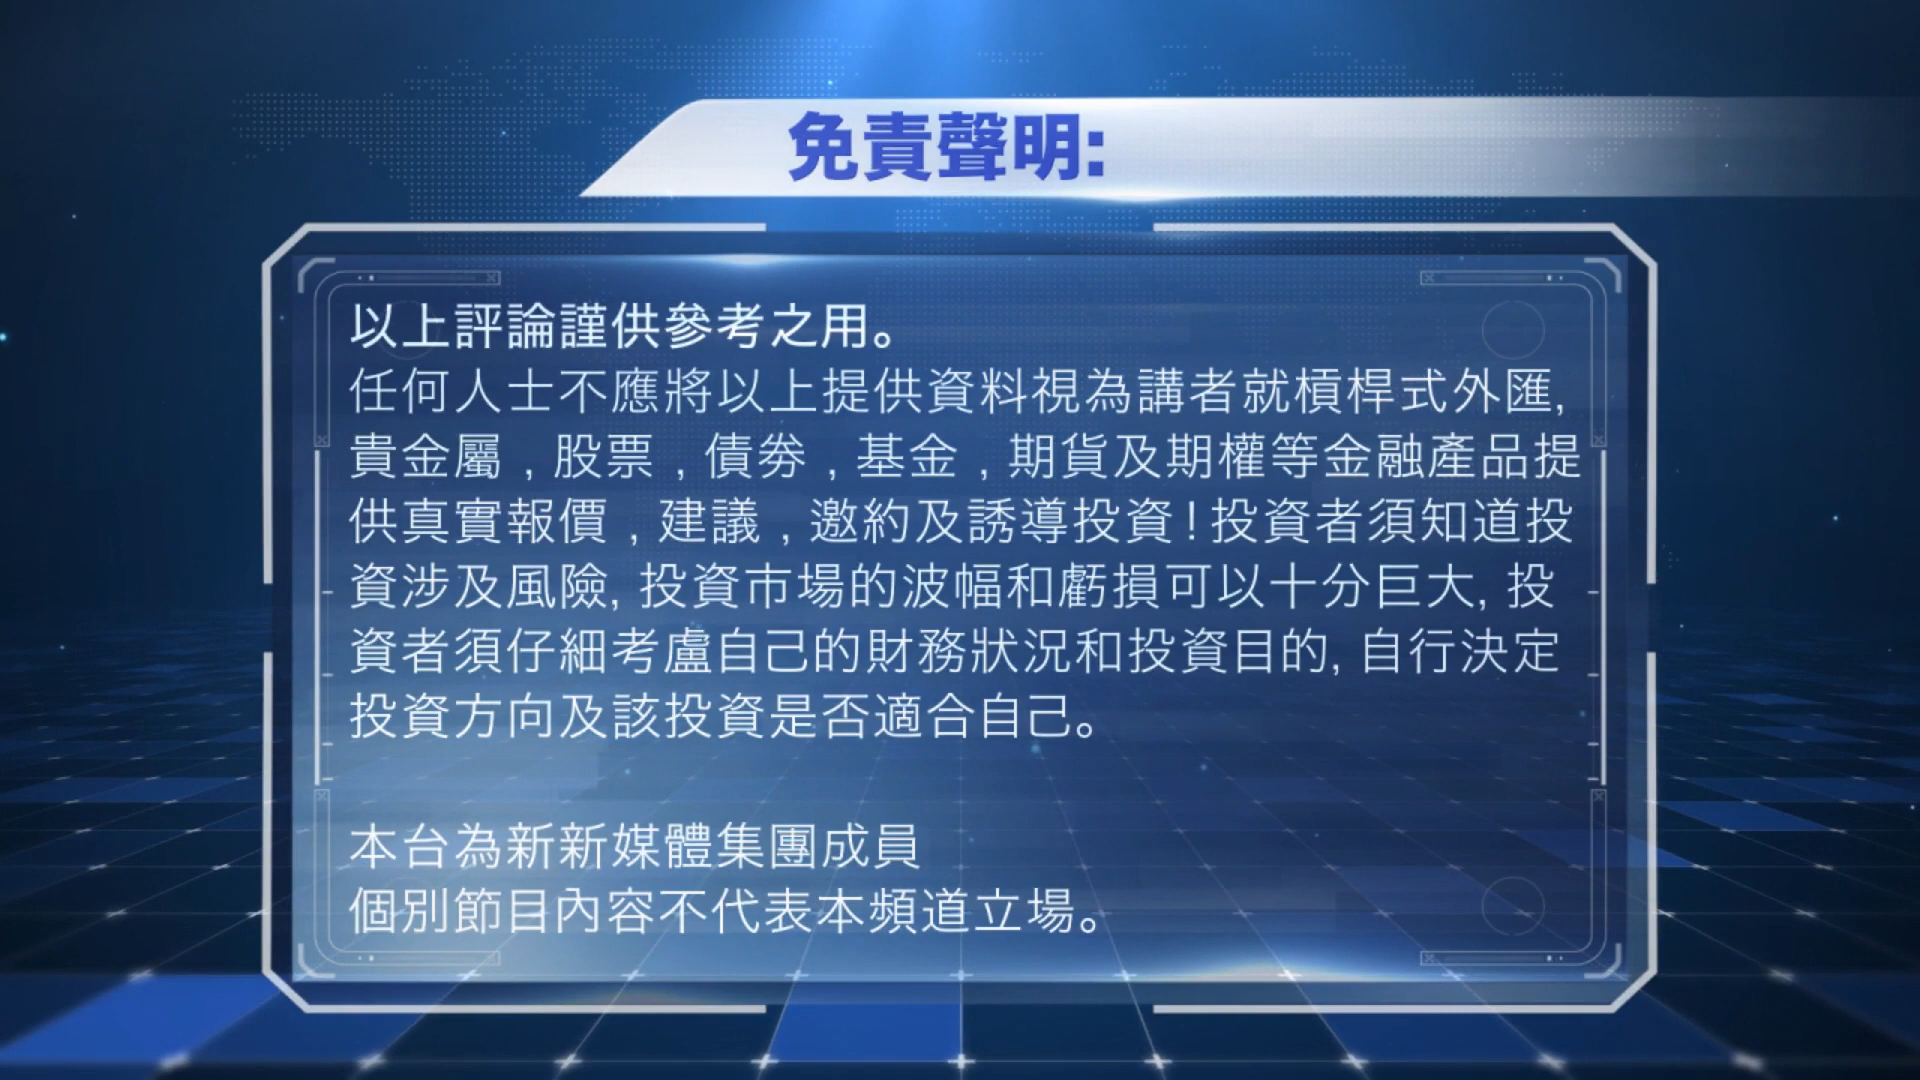 免責聲明:
以上評論謹供參考之用。
任何人士不應將以上提供資料視為講者就槓桿式外匯,
貴金屬，股票，債券，基金，期貨及期權等金融產品提
供真實報價，建議，邀約及誘導投資!投資者須知道投
資涉及風險, 投資市場的波幅和虧損可以十分巨大, 投
資者須仔細考盧自己的財務狀況和投資目的, 自行決定
投資方向及該投資是否適合自己。
本台為新新媒體集團成員
個別節目內容不代表本頻道立場。